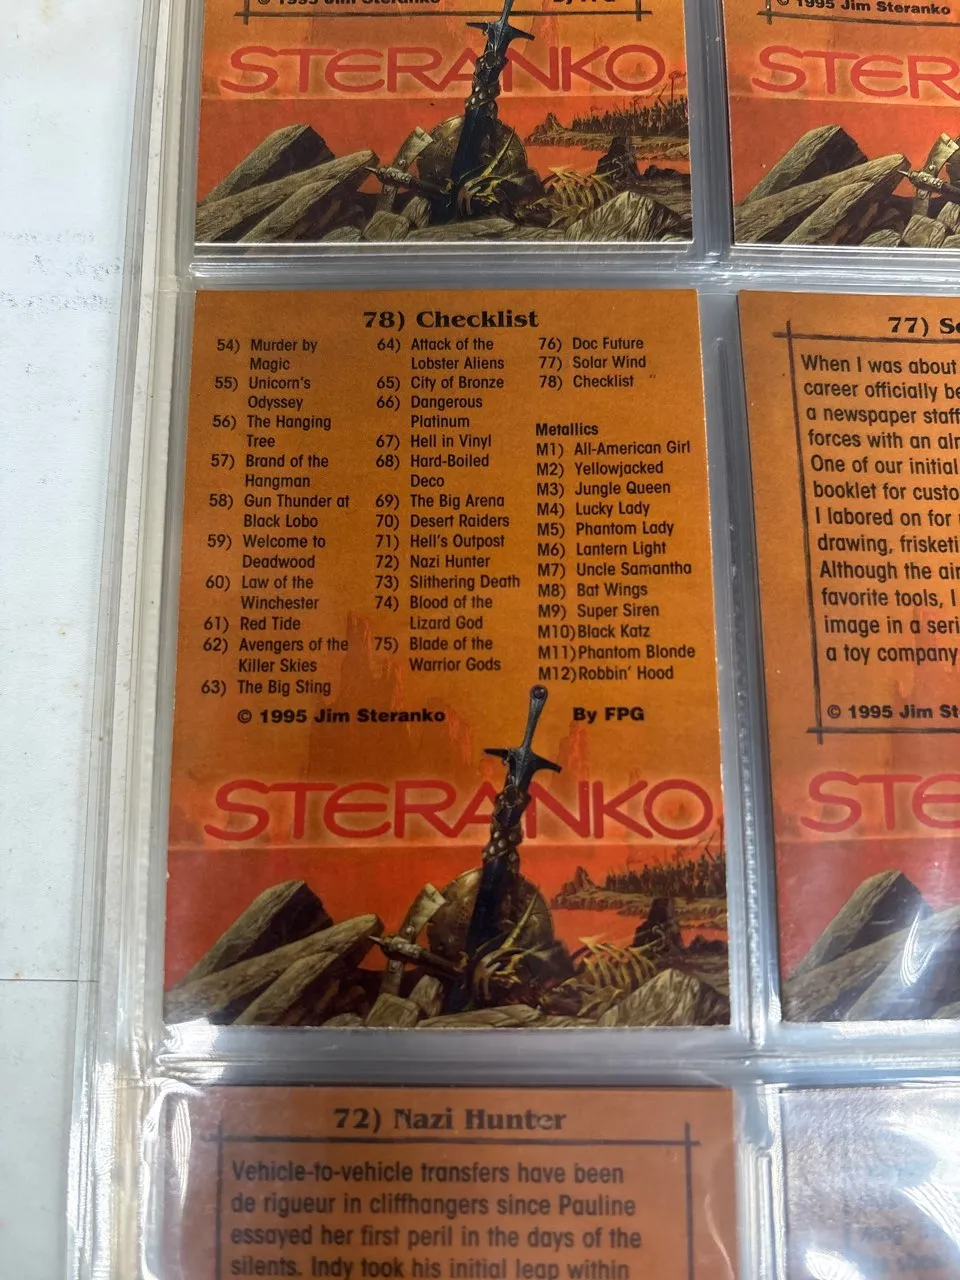 © 1995 Jim Steranko By FPG
STERANKO
© 1995 Jim Steranko
STER
78) Checklist
54) Murder by
Magic
55) Unicorn's
Odyssey
56) The Hanging
Tree
57) Brand of the
Hangman
58) Gun Thunder at
Black Lobo
59) Welcome to
Deadwood
60) Law of the
Winchester
61) Red Tide
62) Avengers of the
Killer Skies
63) The Big Sting
64) Attack of the
Lobster Aliens
65) City of Bronze
66) Dangerous
Platinum
67) Hell in Vinyl
68) Hard-Boiled
Deco
69) The Big Arena
70) Desert Raiders
71) Hell's Outpost
72) Nazi Hunter
73) Slithering Death
74) Blood of the
Lizard God
75) Blade of the
Warrior Gods
76) Doc Future
77) Solar Wind
78) Checklist
Metallics
M1) All-American Girl
M2) Yellowjacked
M3) Jungle Queen
M4) Lucky Lady
M5) Phantom Lady
M6) Lantern Light
M7) Uncle Samantha
M8) Bat Wings
M9) Super Siren
M10) Black Katz
M11) Phantom Blonde
M12) Robbin' Hood
© 1995 Jim Steranko By FPG
STERANKO
77) S
When I was about
career officially be
a newspaper staff
forces with an
One of our initial
booklet for custo
I labored on for
drawing, frisketi
Although the air
favorite tools, I
image in a seri
a toy company
© 1995 Jim St
STE
72) Nazi Hunter
Vehicle-to-vehicle transfers have been
de rigueur in cliffhangers since Pauline
essayed her first peril in the days of the
silents. Indy took his initial leap within